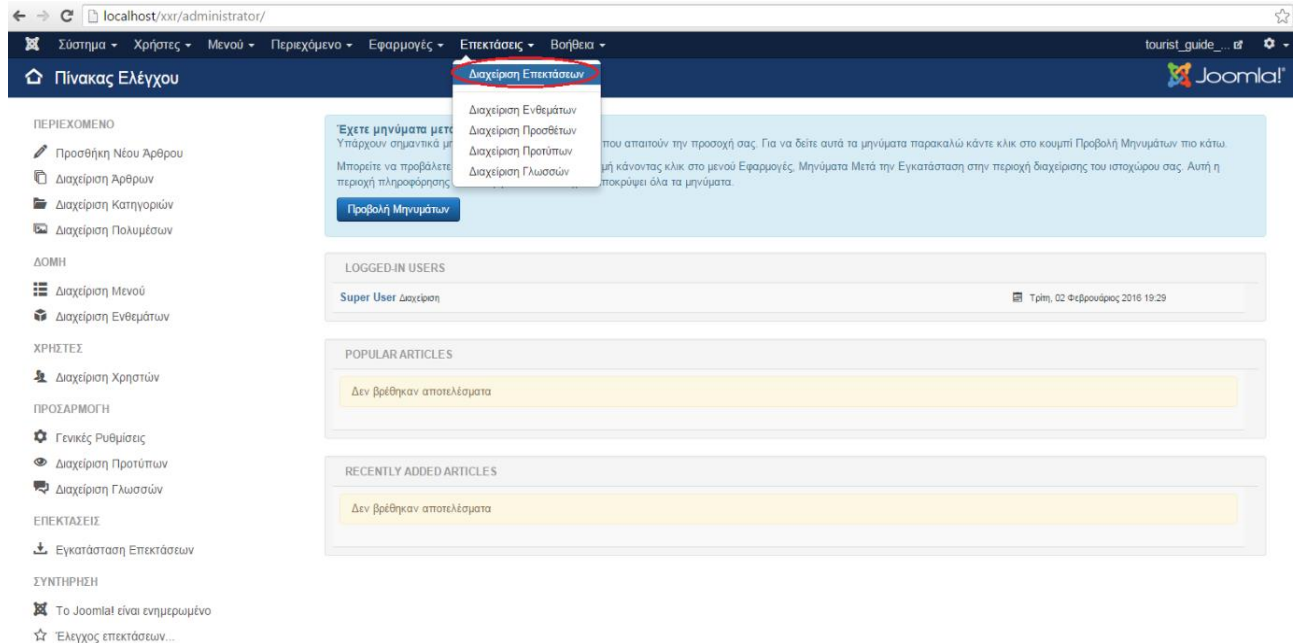 localhost/xxr/administrator/
Σύστημα Χρήστες Μενού Περιεχόμενο Εφαρμογές Επεκτάσεις Βοήθεια tourist_guide_...
Πίνακας Ελέγχου
Joomla!
Διαχείριση Επεκτάσεων
Διαχείριση Ενθεμάτων
Διαχείριση Προσθέτων
Διαχείριση Προτύπων
Διαχείριση Γλωσσών
ΠΕΡΙΕΧΟΜΕΝΟ
Προσθήκη Νέου Άρθρου
Διαχείριση Άρθρων
Διαχείριση Κατηγοριών
Διαχείριση Πολυμέσων
ΔΟΜΗ
Διαχείριση Μενού
Διαχείριση Ενθεμάτων
ΧΡΗΣΤΕΣ
Διαχείριση Χρηστών
ΠΡΟΣΑΡΜΟΓΗ
Γενικές Ρυθμίσεις
Διαχείριση Προτύπων
Διαχείριση Γλωσσών
ΕΠΕΚΤΑΣΕΙΣ
Εγκατάσταση Επεκτάσεων
ΣΥΝΤΗΡΗΣΗ
Το Joomla! είναι ενημερωμένο
Έλεγχος επεκτάσεων...
Έχετε μηνύματα μετά
Υπάρχουν σημαντικά που απαιτούν την προσοχή σας. Για να δείτε αυτά τα μηνύματα παρακαλώ κάντε κλικ στο κουμπί Προβολή Μηνυμάτων πιο κάτω.
Μπορείτε να προβάλετε κάνοντας κλικ στο μενού Εφαρμογές, Μηνύματα Μετά την Εγκατάσταση στην περιοχή διαχείρισης του ιστοχώρου σας. Αυτή η
περιοχή πληροφόρησης όλα τα μηνύματα.
Προβολή Μηνυμάτων
LOGGED-IN USERS
Super User Διαχείριση Τρίτη, 02 Φεβρουάριος 2016 19:29
POPULAR ARTICLES
Δεν βρέθηκαν αποτελέσματα
RECENTLY ADDED ARTICLES
Δεν βρέθηκαν αποτελέσματα